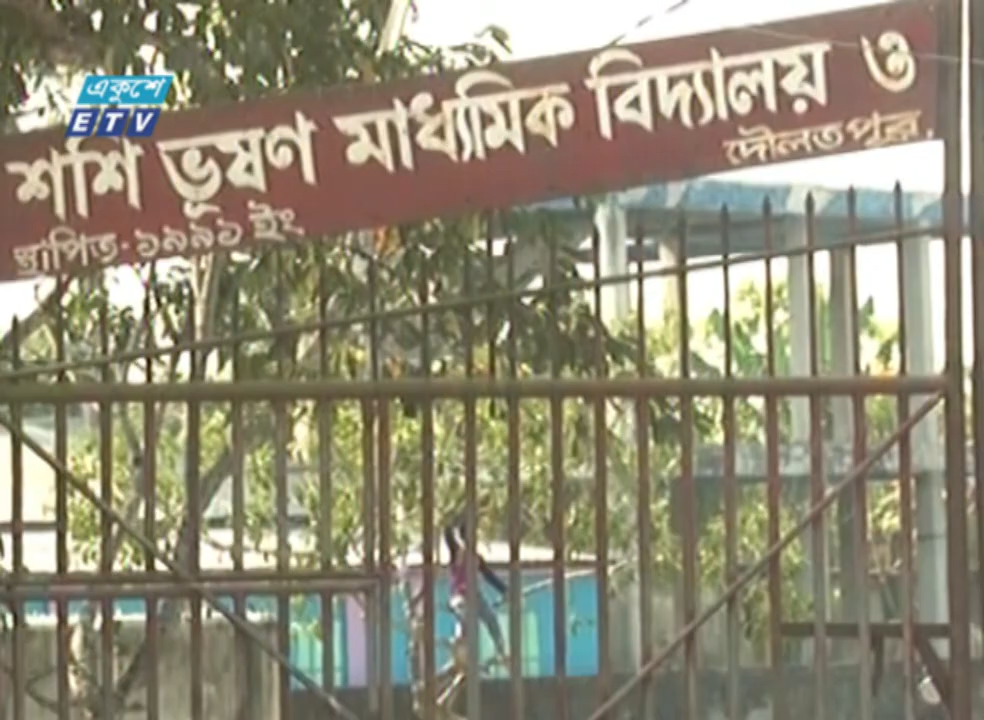 একুশে
ETV
শশি ভূষণ মাধ্যমিক বিদ্যালয় ও
দৌলতপুর.
স্থাপিত- ১৯৯১ ইং